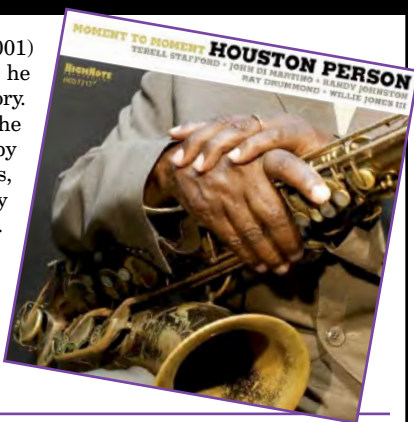 001)
he
ory.
he
by
s,
y
.
MOMENT TO MOMENT HOUSTON PERSON
TERELL STAFFORD • JOHN DI MARTINO • RANDY JOHNSTON
RAY DRUMMOND • WILLIE JONES III
HIGHNOTE